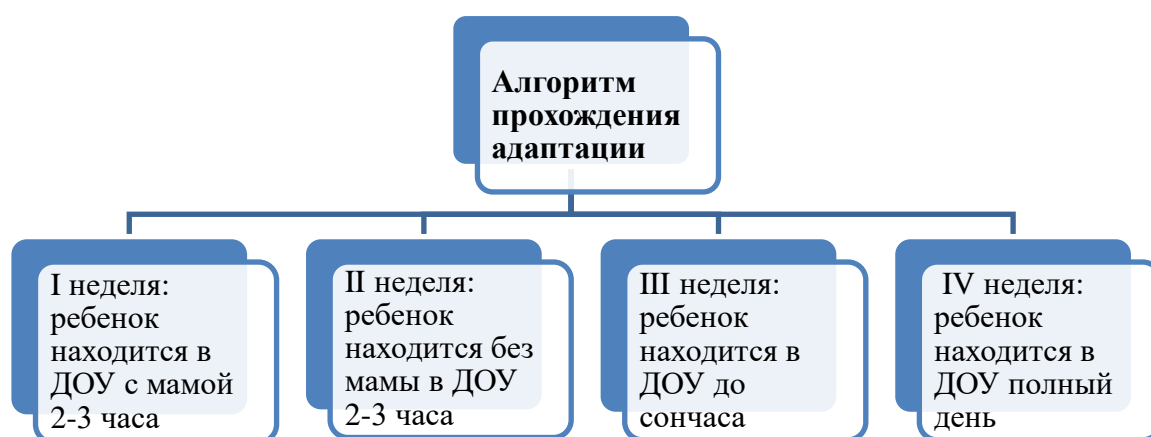 Алгоритм
прохождения
адаптации
I неделя:
ребенок
находится в
ДОУ с мамой
2-3 часа
II неделя:
ребенок
находится без
мамы в ДОУ
2-3 часа
III неделя:
ребенок
находится в
ДОУ до
сончаса
IV неделя:
ребенок
находится в
ДОУ полный
день